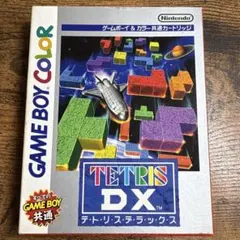 Nintendo
ゲームボーイ&カラー共通カートリッジ
GAME BOY COLOR
TETRIS
DX
テトリスデラックス
GAME BOY
共通